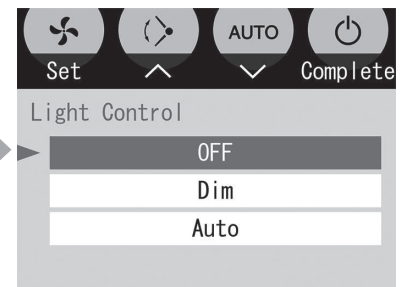 AUTO
Set Complete
Light Control
OFF
Dim
Auto